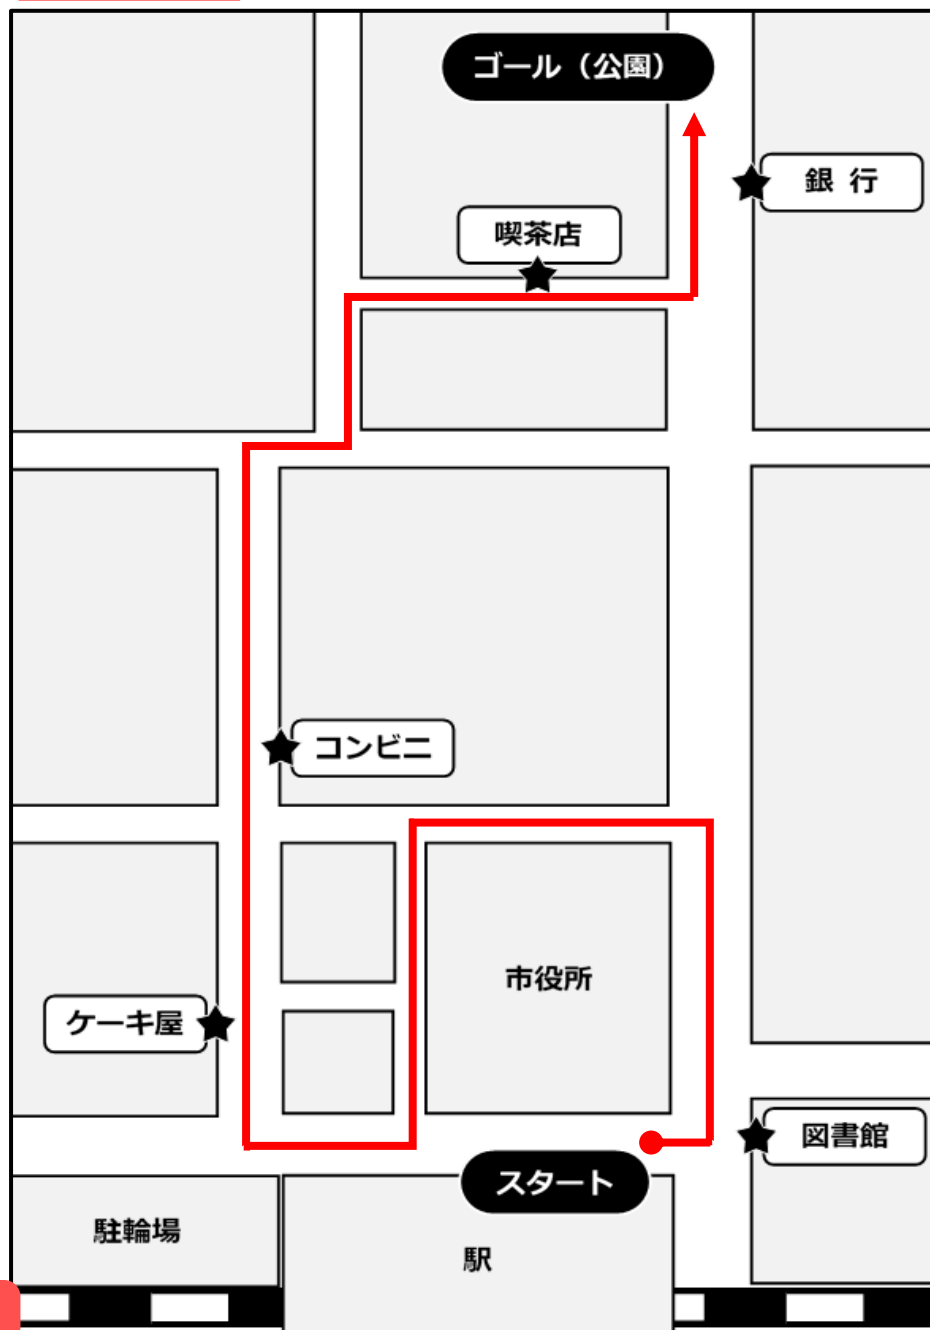 ゴール（公園）
銀 行
喫茶店
コンビニ
市役所
ケーキ屋
図書館
スタート
駐輪場
駅